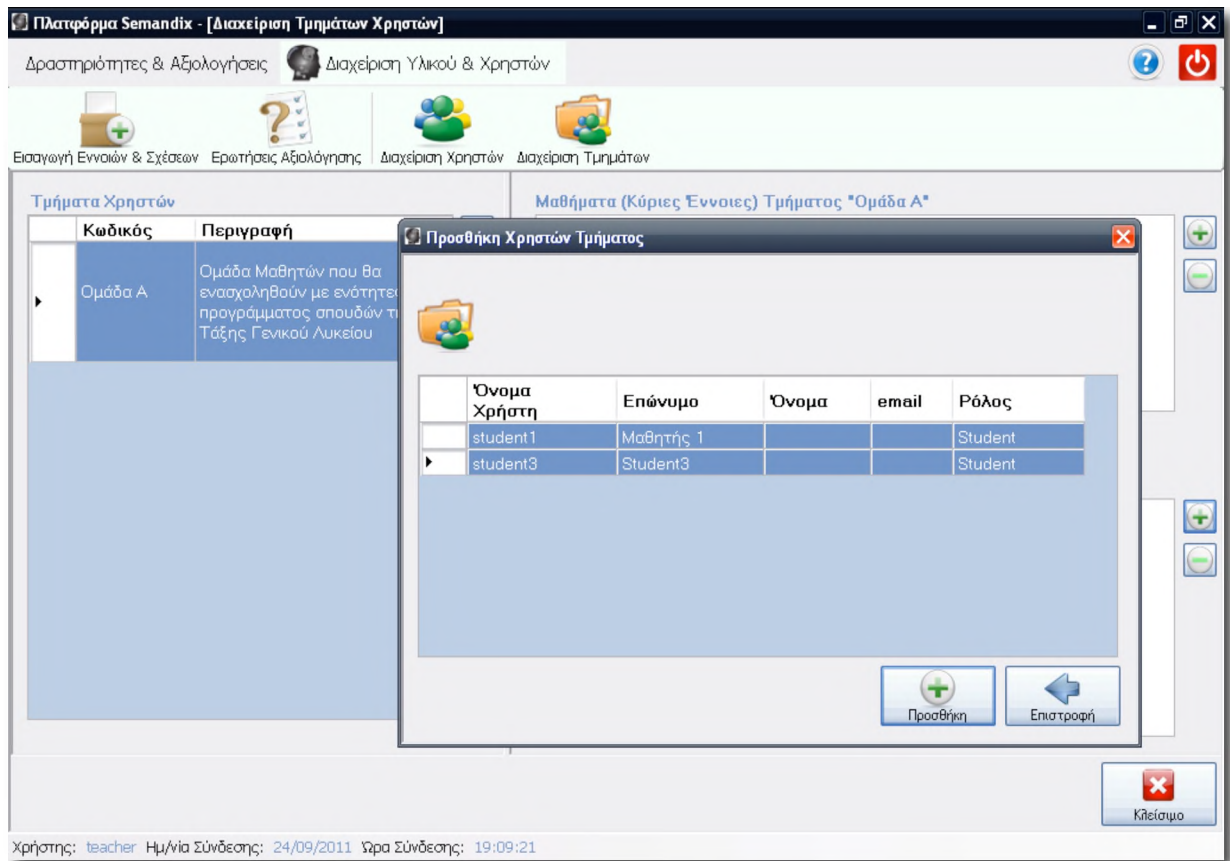 Πλατφόρμα Semandix - [Διαχείριση Τμημάτων Χρηστών]
Δραστηριότητες & Αξιολογήσεις Διαχείριση Υλικού & Χρηστών
Εισαγωγή Εννοιών & Σχέσεων Ερωτήσεις Αξιολόγησης Διαχείριση Χρηστών Διαχείριση Τμημάτων
Τμήματα Χρηστών
Κωδικός Περιγραφή
Ομάδα Α
Ομάδα Μαθητών που θα
ενασχοληθούν με
προγράμματος σπουδών
Τάξης Γενικού Λυκείου
Μαθήματα (Κύριες Έννοιες) Τμήματος "Ομάδα Α"
Προσθήκη Χρηστών Τμήματος
Όνομα Χρήστη Επώνυμο Όνομα email Ρόλος
student1 Μαθητής 1 Student
student3 Student3 Student
Προσθήκη Επιστροφή
Κλείσιμο
Χρήστης: teacher Ημ/νία Σύνδεσης: 24/09/2011 Ώρα Σύνδεσης: 19:09:21